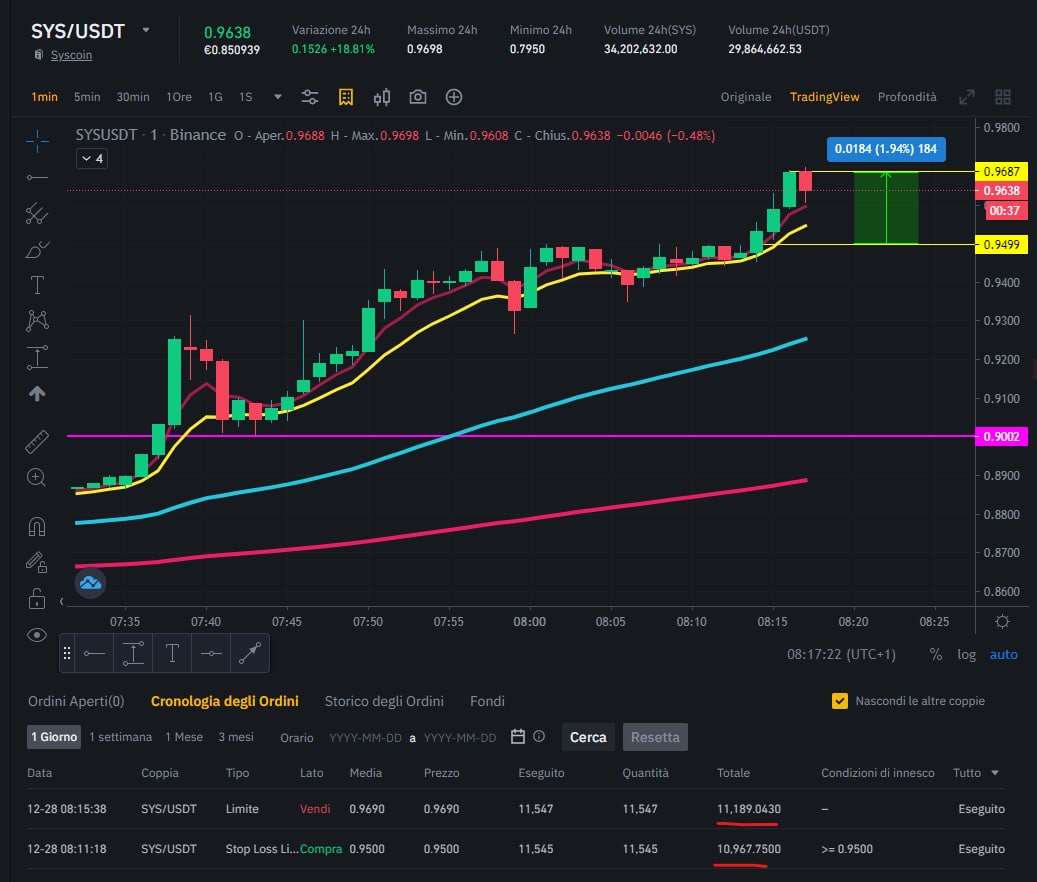 SYS/USDT
Syscoin
0.9638
€0.850939
Variazione 24h
0.1526 +18.81%
Massimo 24h
0.9698
Minimo 24h
0.7950
Volume 24h(SYS)
34,202,632.00
Volume 24h(USDT)
29,864,662.53
1min 5min 30min 1Ore 1G 1S
Originale TradingView Profondità
SYSUSDT · 1 · Binance O - Aper.0.9688 H - Max.0.9698 L - Min.0.9608 C - Chius.0.9638 −0.0046 (−0.48%)
4
0.0184 (1.94%) 184
0.9800
0.9687
0.9638
00:37
0.9499
0.9400
0.9300
0.9200
0.9100
0.9002
0.8900
0.8800
0.8700
0.8600
07:35 07:40 07:45 07:50 07:55 08:00 08:05 08:10 08:15 08:20 08:25
T
08:17:22 (UTC+1) % log auto
Ordini Aperti(0) Cronologia degli Ordini Storico degli Ordini Fondi
Nascondi le altre coppie
1 Giorno 1 settimana 1 Mese 3 mesi Orario YYYY-MM-DD a YYYY-MM-DD Cerca Resetta
Data Coppia Tipo Lato Media Prezzo Eseguito Quantità Totale Condizioni di innesco Tutto
12-28 08:15:38 SYS/USDT Limite Vendi 0.9690 0.9690 11,547 11,547 11,189.0430 – Eseguito
12-28 08:11:18 SYS/USDT Stop Loss Li...Compra 0.9500 0.9500 11,545 11,545 10,967.7500 >= 0.9500 Eseguito